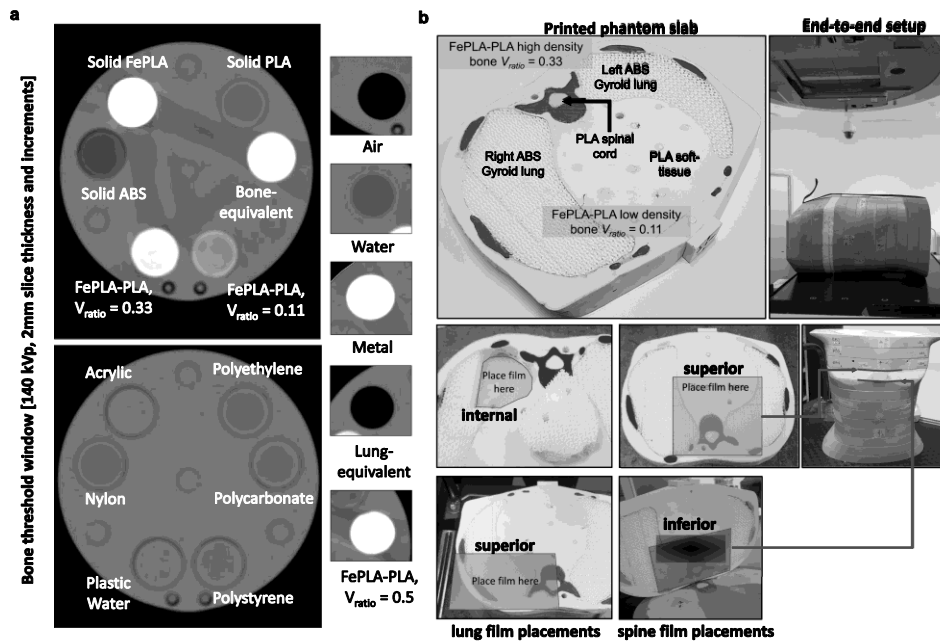 a
Bone threshold window [140 kVp, 2mm slice thickness and increments]
Solid FePLA
Solid PLA
Solid ABS
Bone-
equivalent
FePLA-PLA,
Vratio = 0.33
FePLA-PLA,
Vratio = 0.11
Acrylic
Polyethylene
Nylon
Polycarbonate
Plastic
Water
Polystyrene
Air
Water
Metal
Lung-
equivalent
FePLA-PLA,
Vratio = 0.5
b
Printed phantom slab
End-to-end setup
FePLA-PLA high density
bone Vratio = 0.33
Left ABS
Gyroid lung
PLA spinal
cord
PLA soft-
tissue
Right ABS
Gyroid lung
FePLA-PLA low density
bone Vratio = 0.11
Place film
here
internal
superior
Place film here
superior
Place film here
inferior
lung film placements
spine film placements